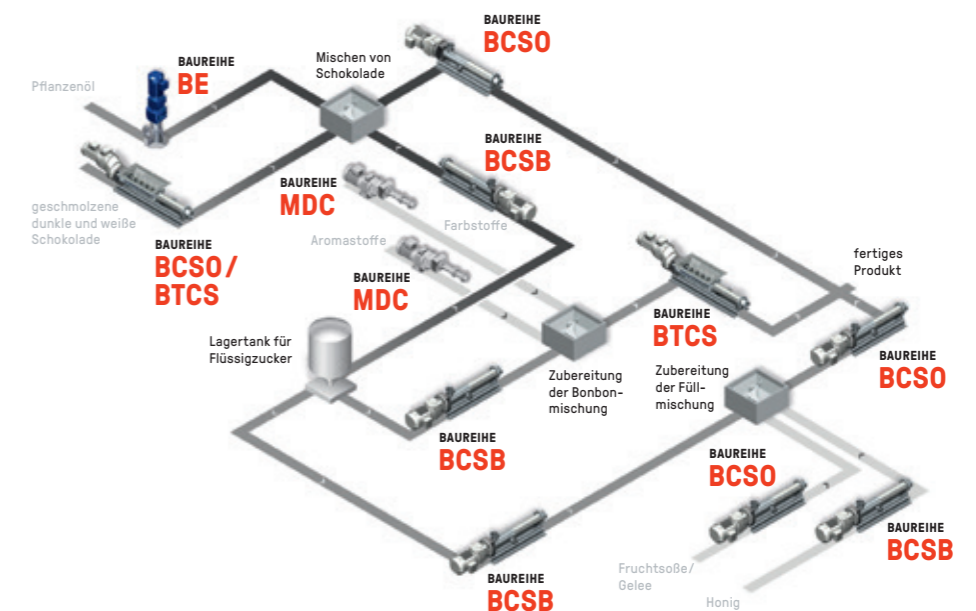 BAUREIHE
BCSO
Mischen von
Schokolade
BAUREIHE
BE
Pflanzenöl
BAUREIHE
BCSB
BAUREIHE
MDC
Farbstoffe
geschmolzene
dunkle und weiße
Schokolade
BAUREIHE
BCSO/
BTCS
Aromastoffe
BAUREIHE
MDC
fertiges
Produkt
BAUREIHE
BTCS
Lagertank für
Flüssigzucker
BAUREIHE
BCSO
Zubereitung
der Bonbon-
mischung
Zubereitung
der Füll-
mischung
BAUREIHE
BCSB
BAUREIHE
BCSO
BAUREIHE
BCSB
BAUREIHE
BCSB
Fruchtsoße/
Gelee
Honig